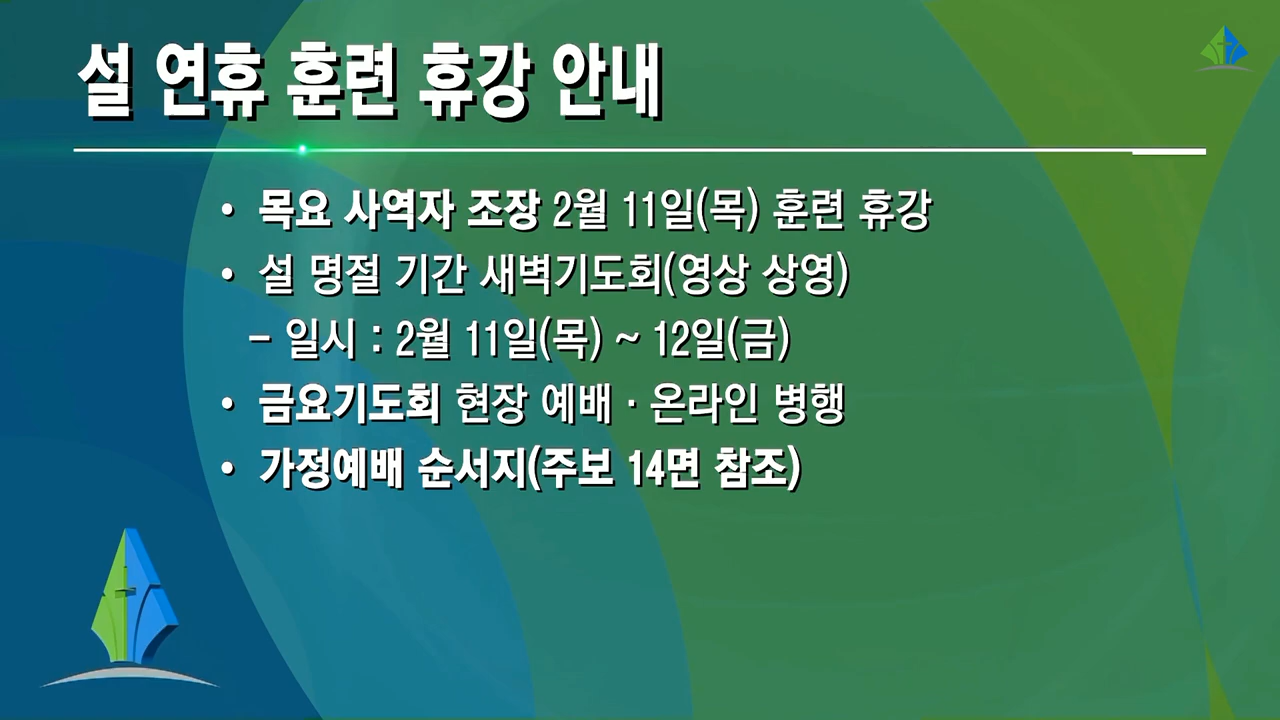 설 연휴 훈련 휴강 안내
• 목요 사역자 조장 2월 11일(목) 훈련 휴강
• 설 명절 기간 새벽기도회(영상 상영)
– 일시 : 2월 11일(목) ~ 12일(금)
• 금요기도회 현장 예배 · 온라인 병행
• 가정예배 순서지(주보 14면 참조)